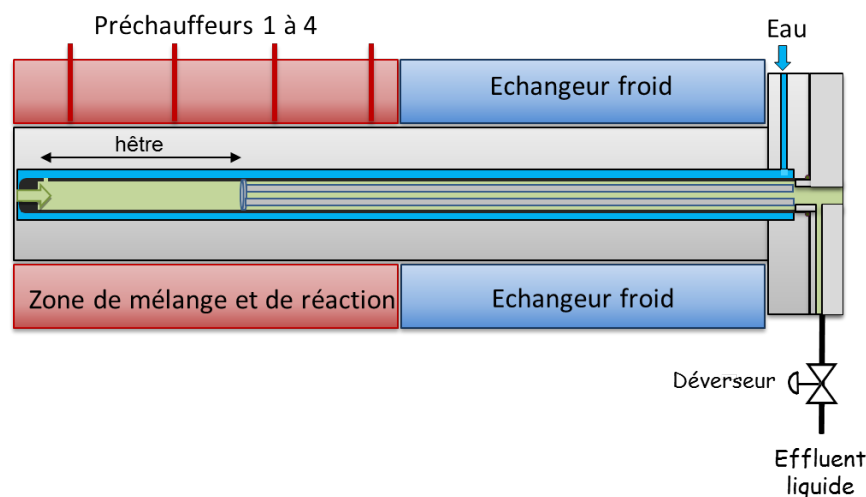 Préchauffeurs 1 à 4
Eau
Echangeur froid
hêtre
Zone de mélange et de réaction
Echangeur froid
Déverseur
Effluent
liquide